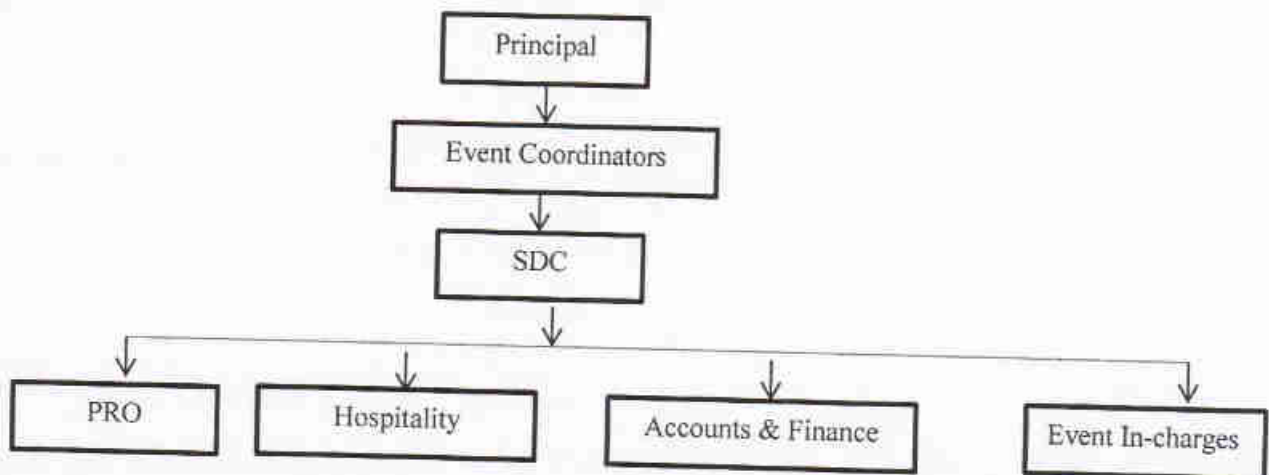 Principal
Event Coordinators
SDC
PRO
Hospitality
Accounts & Finance
Event In-charges